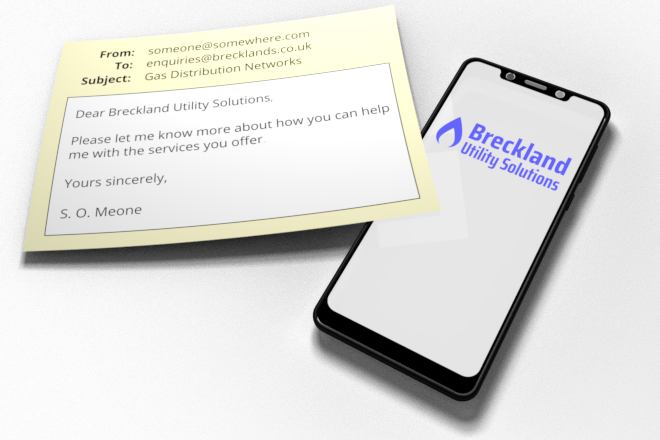 From: someone@somewhere.com
To: enquiries@brecklands.co.uk
Subject: Gas Distribution Networks
Dear Breckland Utility Solutions.
Please let me know more about how you can help
me with the services you offer
Yours sincerely,
S. O. Meone
Breckland
Utility Solutions